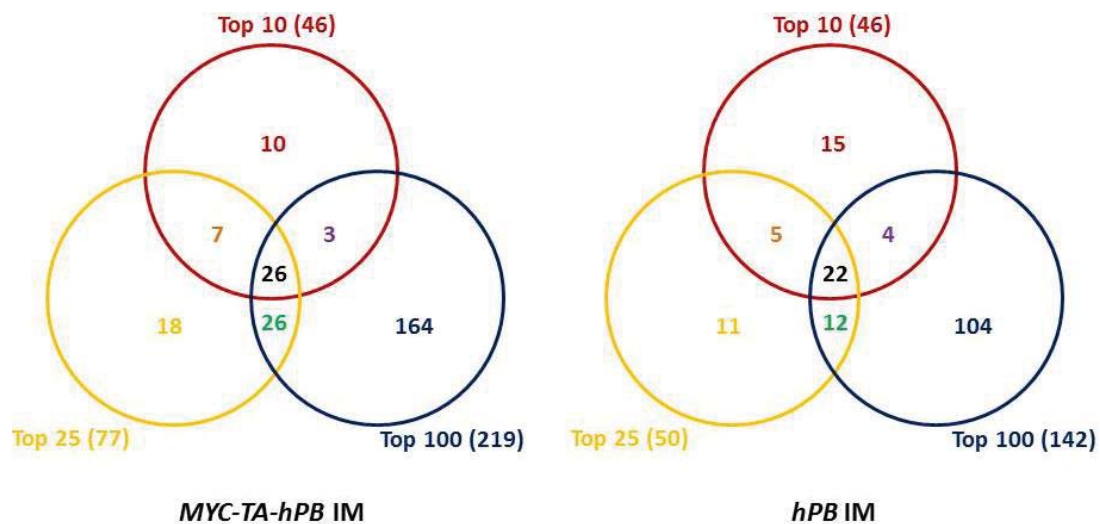 Top 10 (46)
10
7
3
26
18
26
164
Top 25 (77)
Top 100 (219)
MYC-TA-hPB IM
Top 10 (46)
15
5
4
22
11
12
104
Top 25 (50)
Top 100 (142)
hPB IM